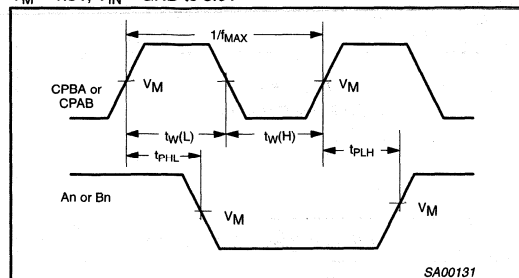 V_M = 1.5V, V_IN = GND to 3.0V
1/f_MAX
CPBA or
CPAB
V_M
V_M
t_W(L)
t_W(H)
t_PHL
t_PLH
An or Bn
V_M
V_M
SA00131